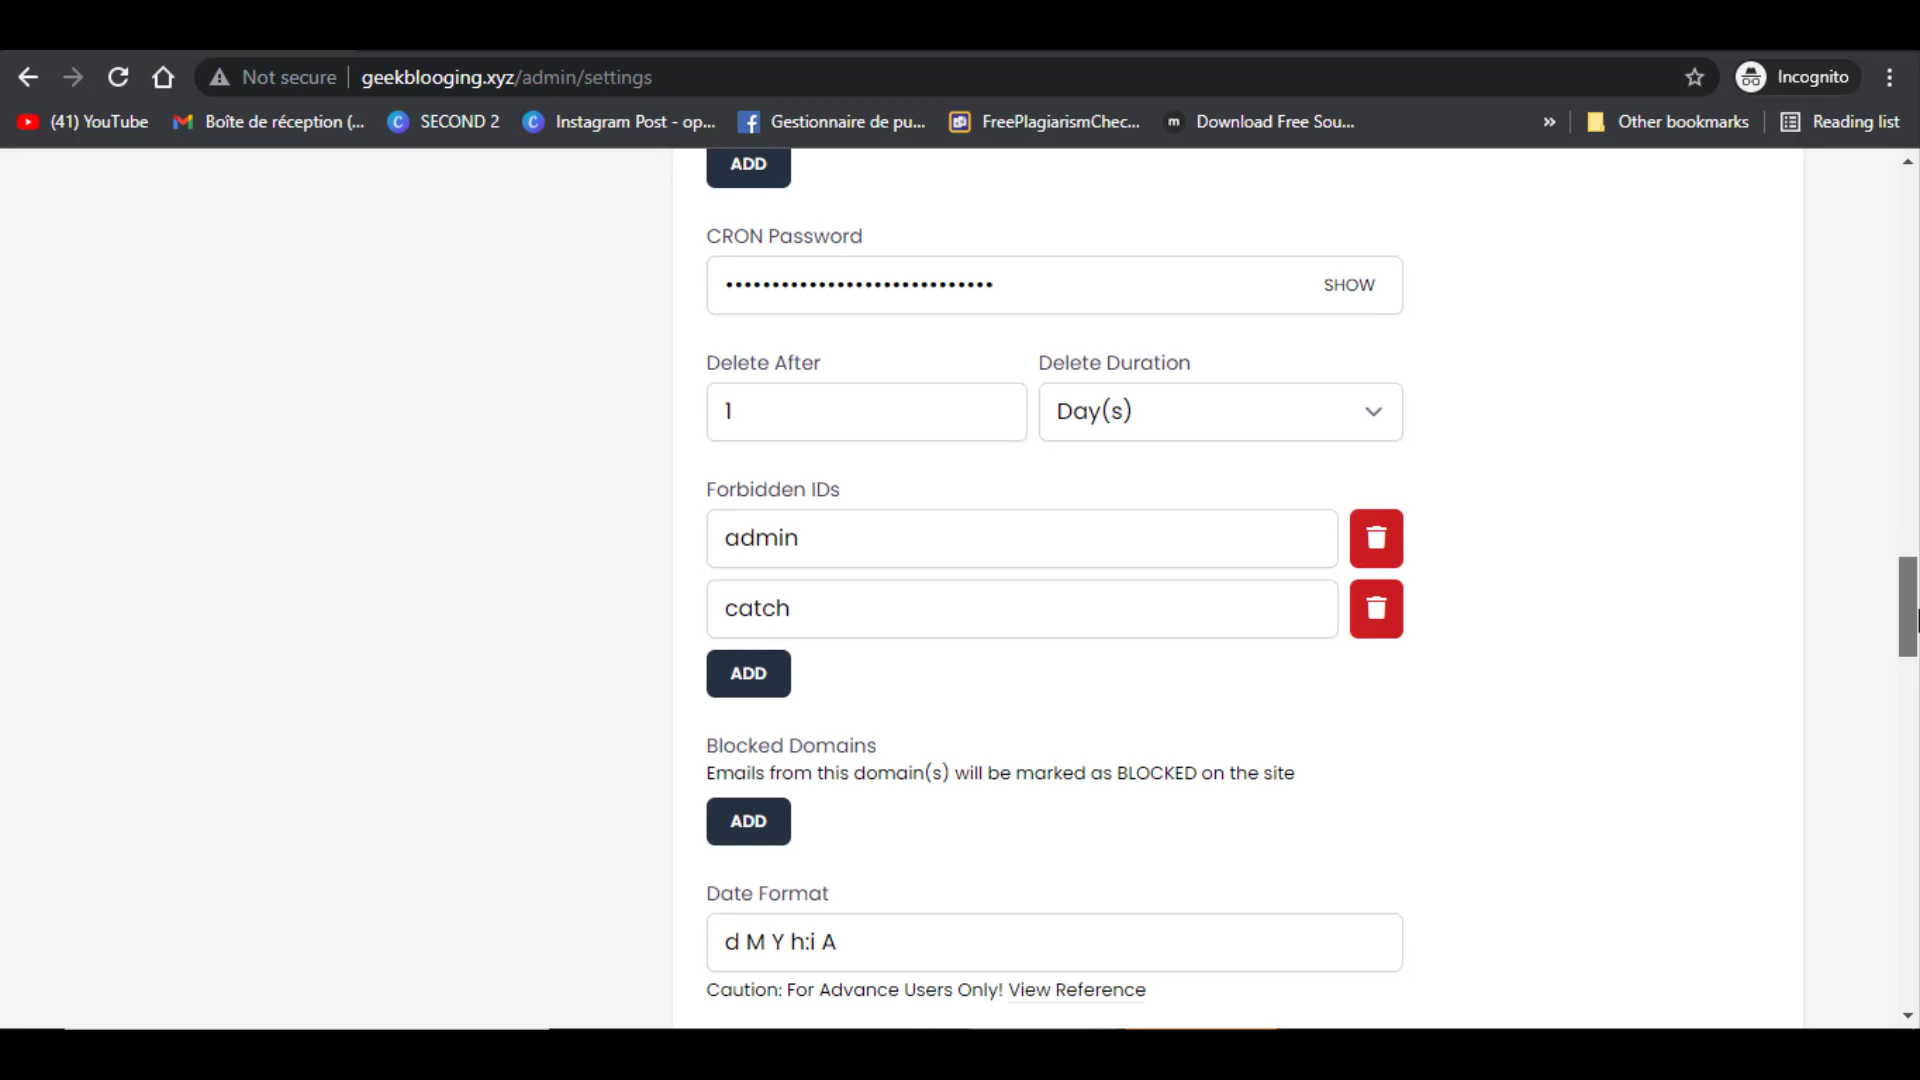 Not secure geekblooging.xyz/admin/settings Incognito
(41) YouTube Boîte de réception (... SECOND 2 Instagram Post - op... Gestionnaire de pu... FreePlagiarismChec... Download Free Sou... » Other bookmarks Reading list
ADD
CRON Password
•••••••••••••••••••••••••••••• SHOW
Delete After Delete Duration
1 Day(s)
Forbidden IDs
admin
catch
ADD
Blocked Domains
Emails from this domain(s) will be marked as BLOCKED on the site
ADD
Date Format
d M Y h:i A
Caution: For Advance Users Only! View Reference